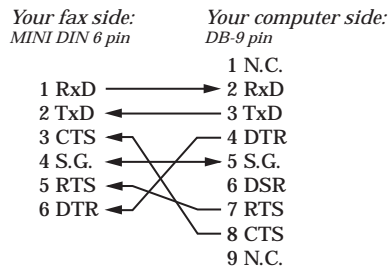 Your fax side: Your computer side:
MINI DIN 6 pin DB-9 pin
1 N.C.
1 RxD 2 RxD
2 TxD 3 TxD
3 CTS 4 DTR
4 S.G. 5 S.G.
5 RTS 6 DSR
6 DTR 7 RTS
8 CTS
9 N.C.